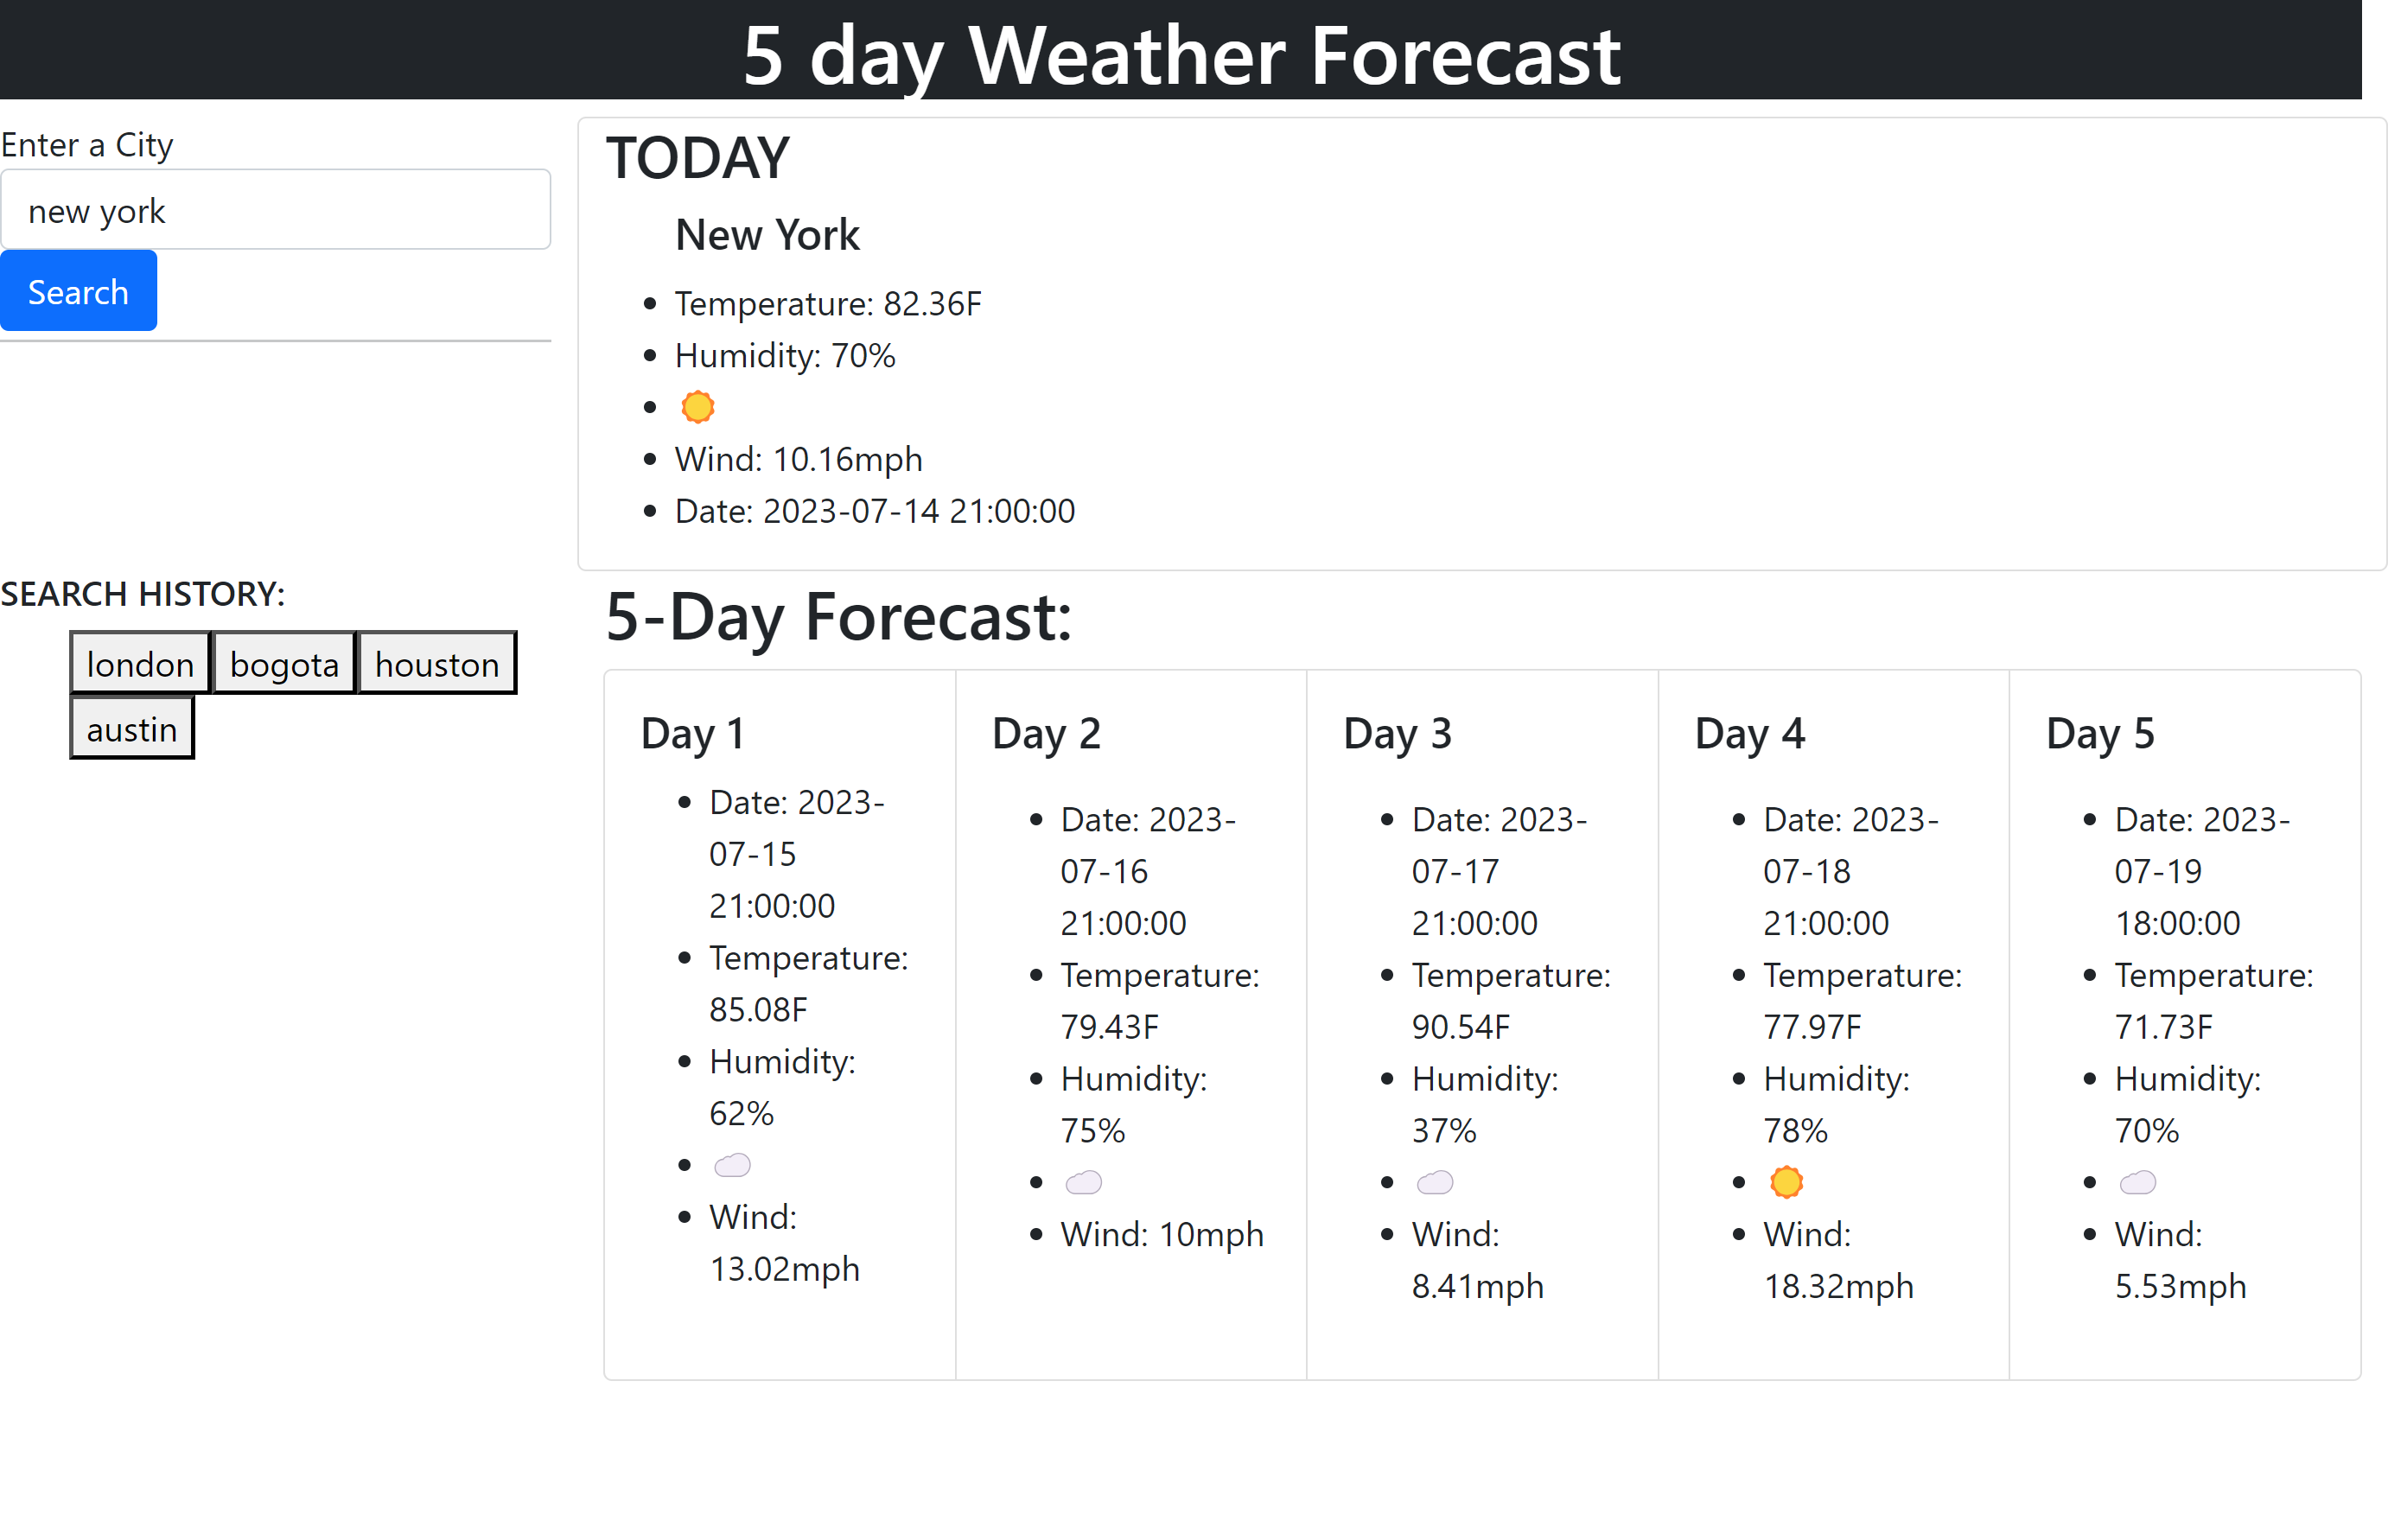 5 day Weather Forecast
Enter a City
new york
Search
SEARCH HISTORY:
london
bogota
houston
austin
TODAY
New York
Temperature: 82.36F
Humidity: 70%
Wind: 10.16mph
Date: 2023-07-14 21:00:00
5-Day Forecast:
Day 1
Date: 2023-
07-15
21:00:00
Temperature:
85.08F
Humidity:
62%
Wind:
13.02mph
Day 2
Date: 2023-
07-16
21:00:00
Temperature:
79.43F
Humidity:
75%
Wind: 10mph
Day 3
Date: 2023-
07-17
21:00:00
Temperature:
90.54F
Humidity:
37%
Wind:
8.41mph
Day 4
Date: 2023-
07-18
21:00:00
Temperature:
77.97F
Humidity:
78%
Wind:
18.32mph
Day 5
Date: 2023-
07-19
18:00:00
Temperature:
71.73F
Humidity:
70%
Wind:
5.53mph